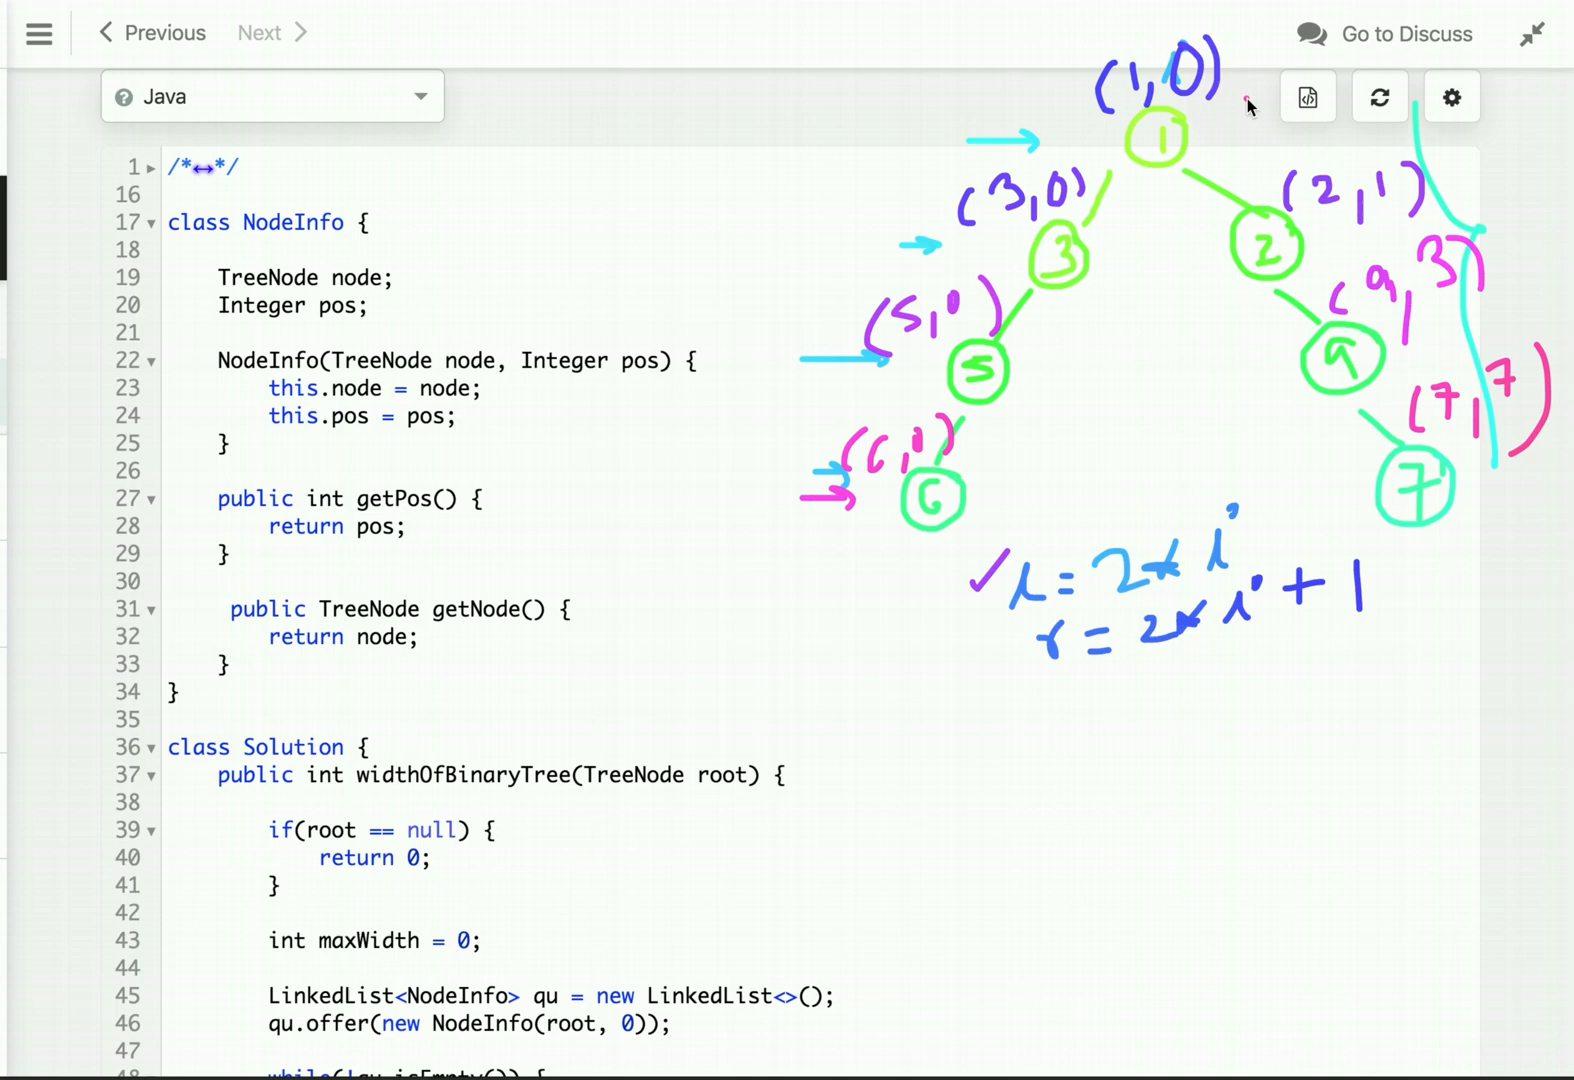 Previous Next Go to Discuss
Java
1 /*↔*/
16
17 class NodeInfo {
18
19 TreeNode node;
20 Integer pos;
21
22 NodeInfo(TreeNode node, Integer pos) {
23 this.node = node;
24 this.pos = pos;
25 }
26
27 public int getPos() {
28 return pos;
29 }
30
31 public TreeNode getNode() {
32 return node;
33 }
34 }
35
36 class Solution {
37 public int widthOfBinaryTree(TreeNode root) {
38
39 if(root == null) {
40 return 0;
41 }
42
43 int maxWidth = 0;
44
45 LinkedList<NodeInfo> qu = new LinkedList<>();
46 qu.offer(new NodeInfo(root, 0));
47
48 while(!qu.isEmpty()) {
(1,0)
1
(3,0) (2,1)
3 2
(5,0) (9,3)
5 9
(6,0) (7,7)
6 7
l = 2*i
r = 2*i + 1